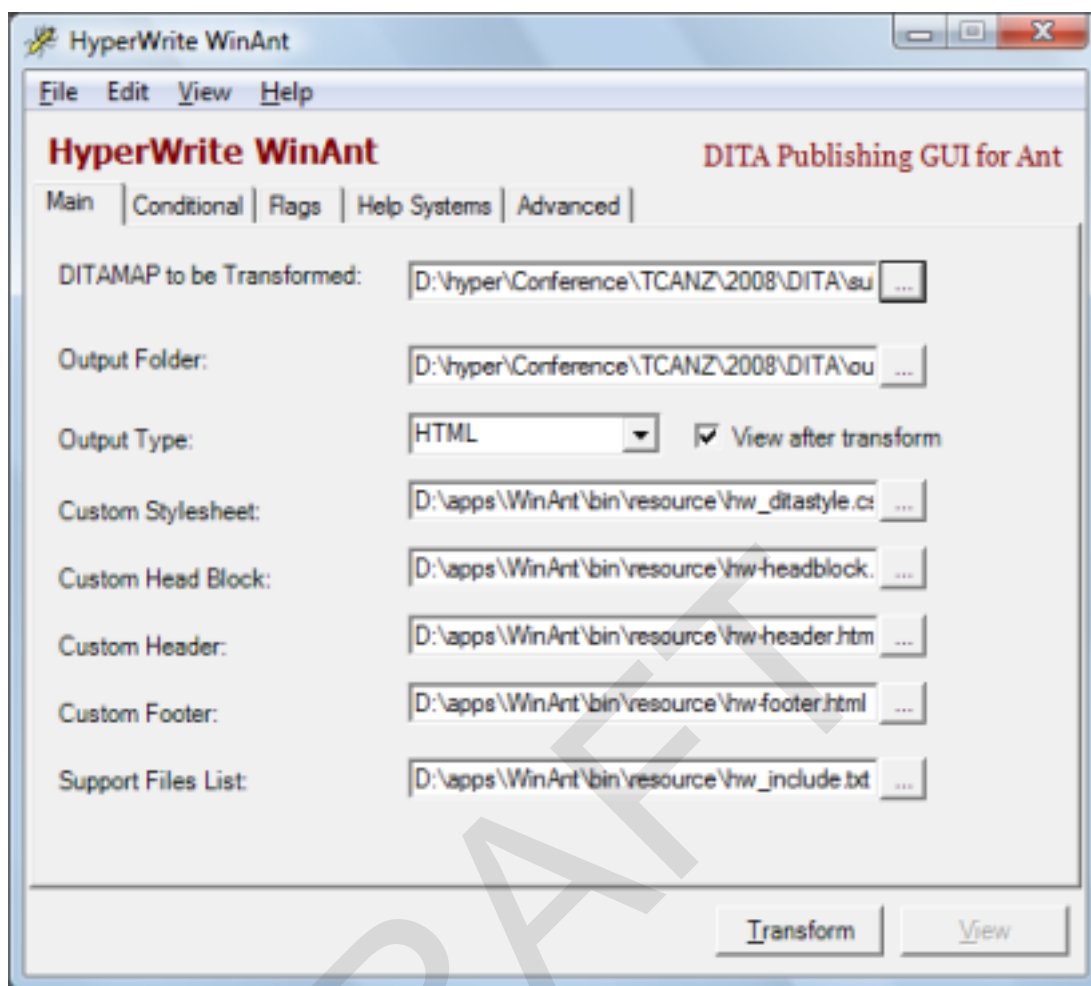 HyperWrite WinAnt
File Edit View Help
HyperWrite WinAnt DITA Publishing GUI for Ant
Main Conditional Flags Help Systems Advanced
DITAMAP to be Transformed: D:\hyper\Conference\TCANZ\2008\DITA\su ...
Output Folder: D:\hyper\Conference\TCANZ\2008\DITA\ou ...
Output Type: HTML View after transform
Custom Stylesheet: D:\apps\WinAnt\bin\resource\hw_ditastyle.cs ...
Custom Head Block: D:\apps\WinAnt\bin\resource\hw-headblock. ...
Custom Header: D:\apps\WinAnt\bin\resource\hw-header.htm ...
Custom Footer: D:\apps\WinAnt\bin\resource\hw-footer.html ...
Support Files List: D:\apps\WinAnt\bin\resource\hw_include.txt ...
Transform View
RAFT